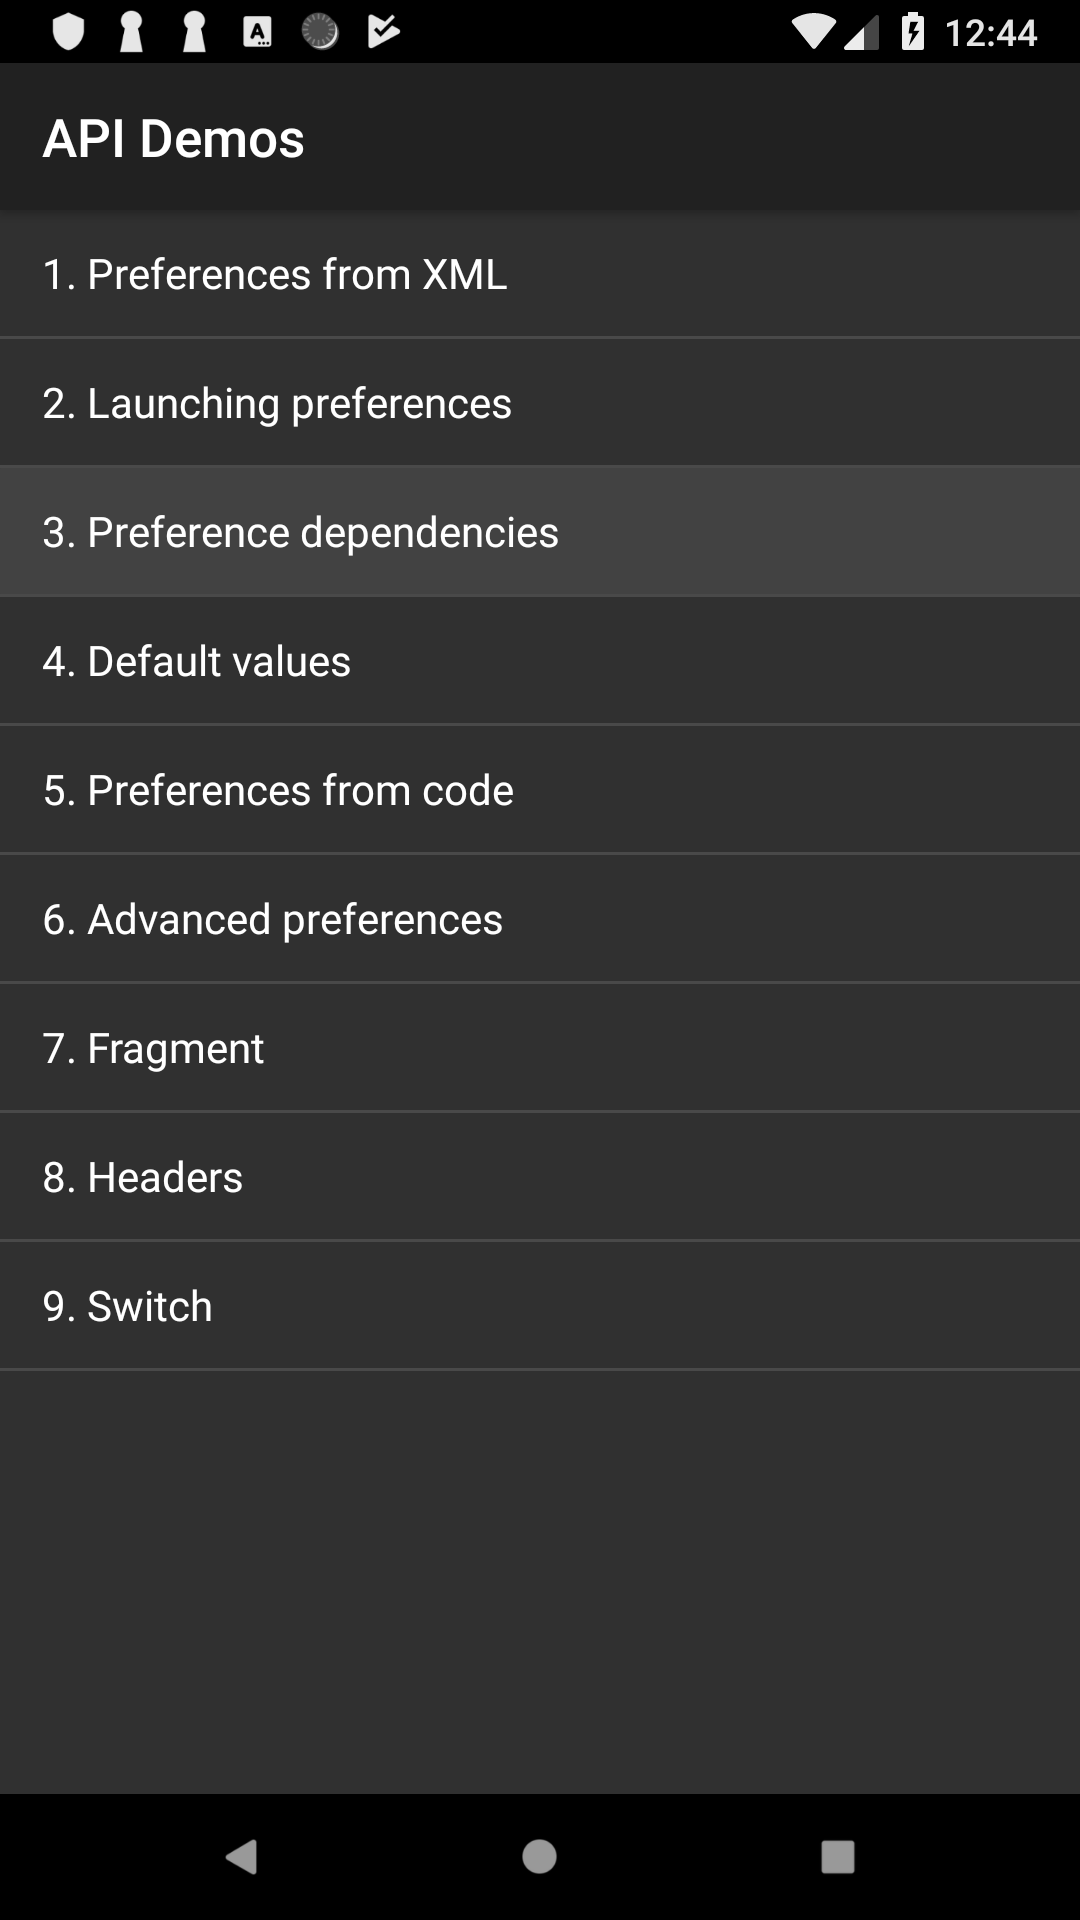 12:44
API Demos
1. Preferences from XML
2. Launching preferences
3. Preference dependencies
4. Default values
5. Preferences from code
6. Advanced preferences
7. Fragment
8. Headers
9. Switch